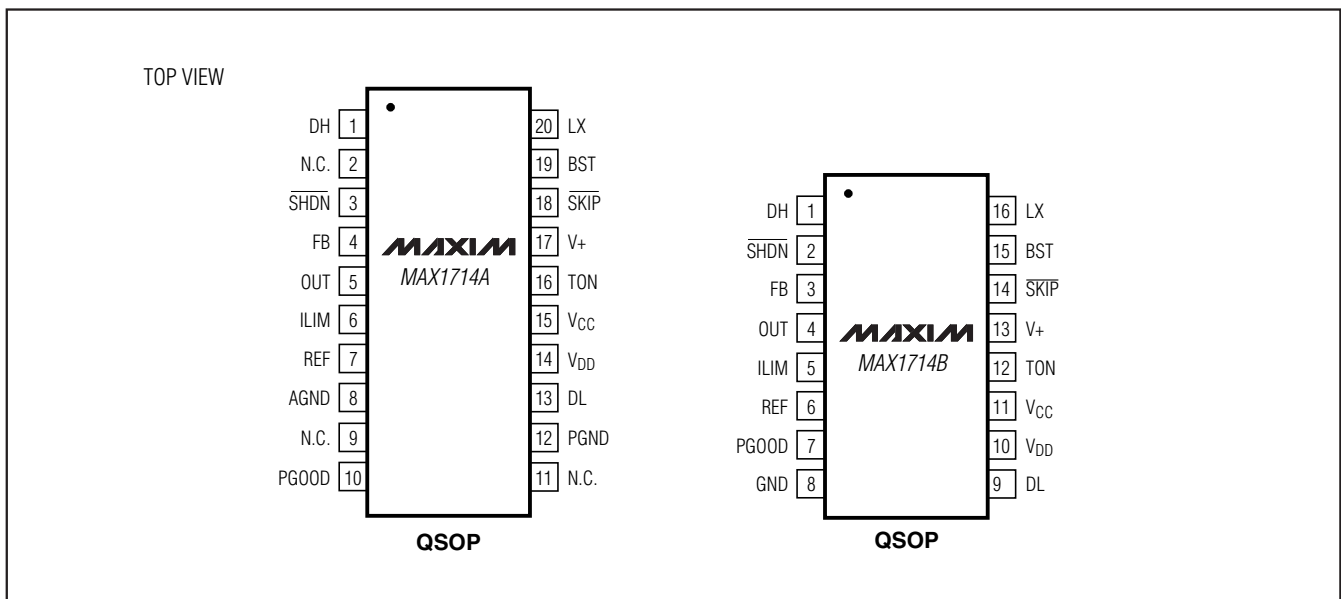 TOP VIEW
DH 1
N.C. 2
SHDN 3
FB 4
OUT 5
ILIM 6
REF 7
AGND 8
N.C. 9
PGOOD 10
MAXIM
MAX1714A
20 LX
19 BST
18 SKIP
17 V+
16 TON
15 VCC
14 VDD
13 DL
12 PGND
11 N.C.
QSOP
DH 1
SHDN 2
FB 3
OUT 4
ILIM 5
REF 6
PGOOD 7
GND 8
MAXIM
MAX1714B
16 LX
15 BST
14 SKIP
13 V+
12 TON
11 VCC
10 VDD
9 DL
QSOP